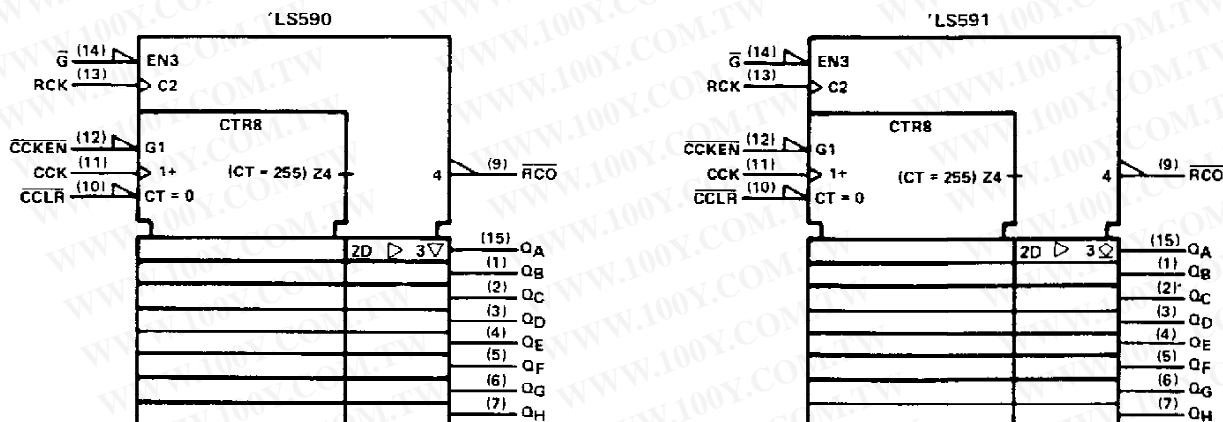 'LS590
G (14) EN3
RCK (13) C2
CTR8
CCKEN (12) G1
CCK (11) 1+ (CT = 255) Z4 4 (9) RCO
CCLR (10) CT = 0
2D ▷ 3▽ (15) QA
(1) QB
(2) QC
(3) QD
(4) QE
(5) QF
(6) QG
(7) QH
'LS591
G (14) EN3
RCK (13) C2
CTR8
CCKEN (12) G1
CCK (11) 1+ (CT = 255) Z4 4 (9) RCO
CCLR (10) CT = 0
2D ▷ 3 (15) QA
(1) QB
(2) QC
(3) QD
(4) QE
(5) QF
(6) QG
(7) QH
WWW.100Y.COM.TW